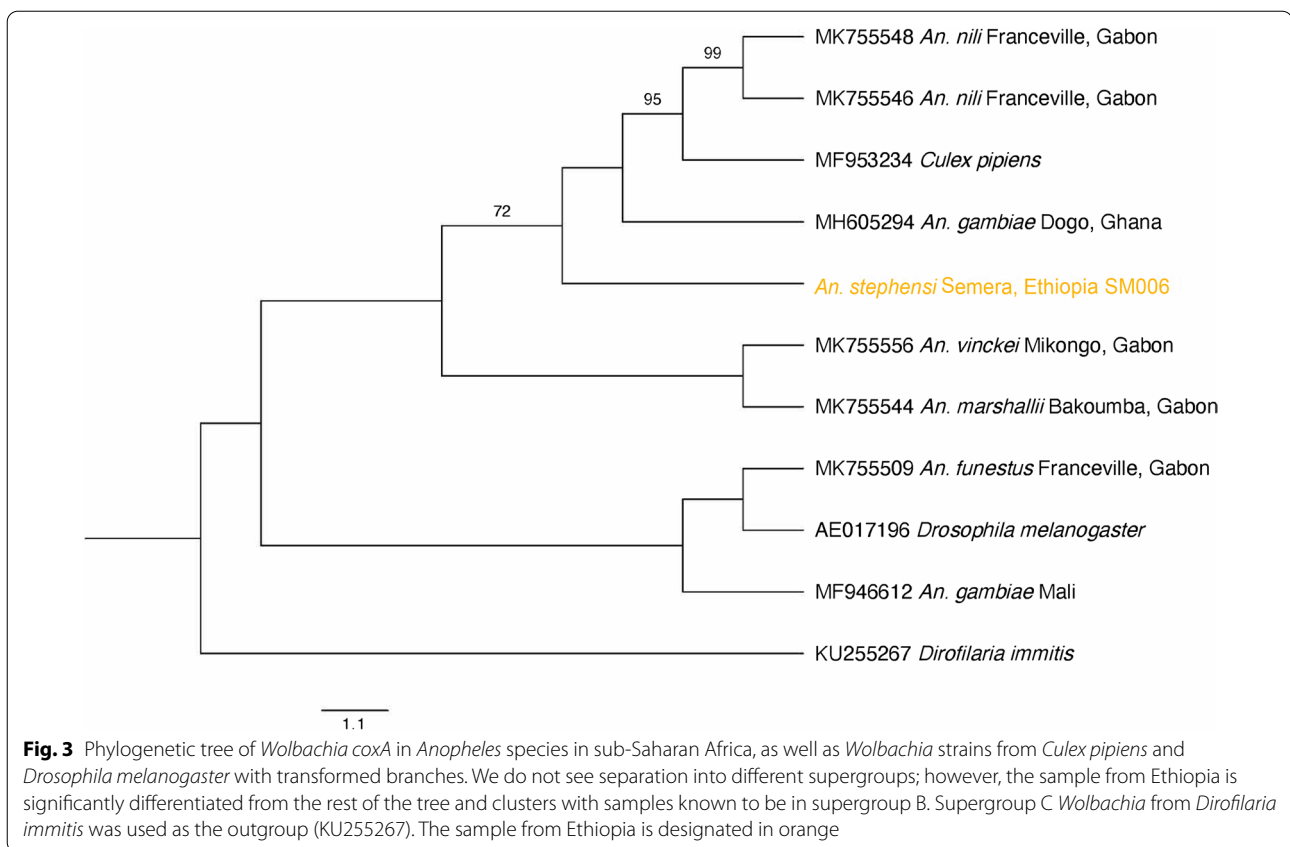 MK755548 An. nili Franceville, Gabon
99
MK755546 An. nili Franceville, Gabon
95
MF953234 Culex pipiens
72
MH605294 An. gambiae Dogo, Ghana
An. stephensi Semera, Ethiopia SM006
MK755556 An. vinckei Mikongo, Gabon
MK755544 An. marshallii Bakoumba, Gabon
MK755509 An. funestus Franceville, Gabon
AE017196 Drosophila melanogaster
MF946612 An. gambiae Mali
KU255267 Dirofilaria immitis
1.1
Fig. 3 Phylogenetic tree of Wolbachia coxA in Anopheles species in sub-Saharan Africa, as well as Wolbachia strains from Culex pipiens and
Drosophila melanogaster with transformed branches. We do not see separation into different supergroups; however, the sample from Ethiopia is
significantly differentiated from the rest of the tree and clusters with samples known to be in supergroup B. Supergroup C Wolbachia from Dirofilaria
immitis was used as the outgroup (KU255267). The sample from Ethiopia is designated in orange